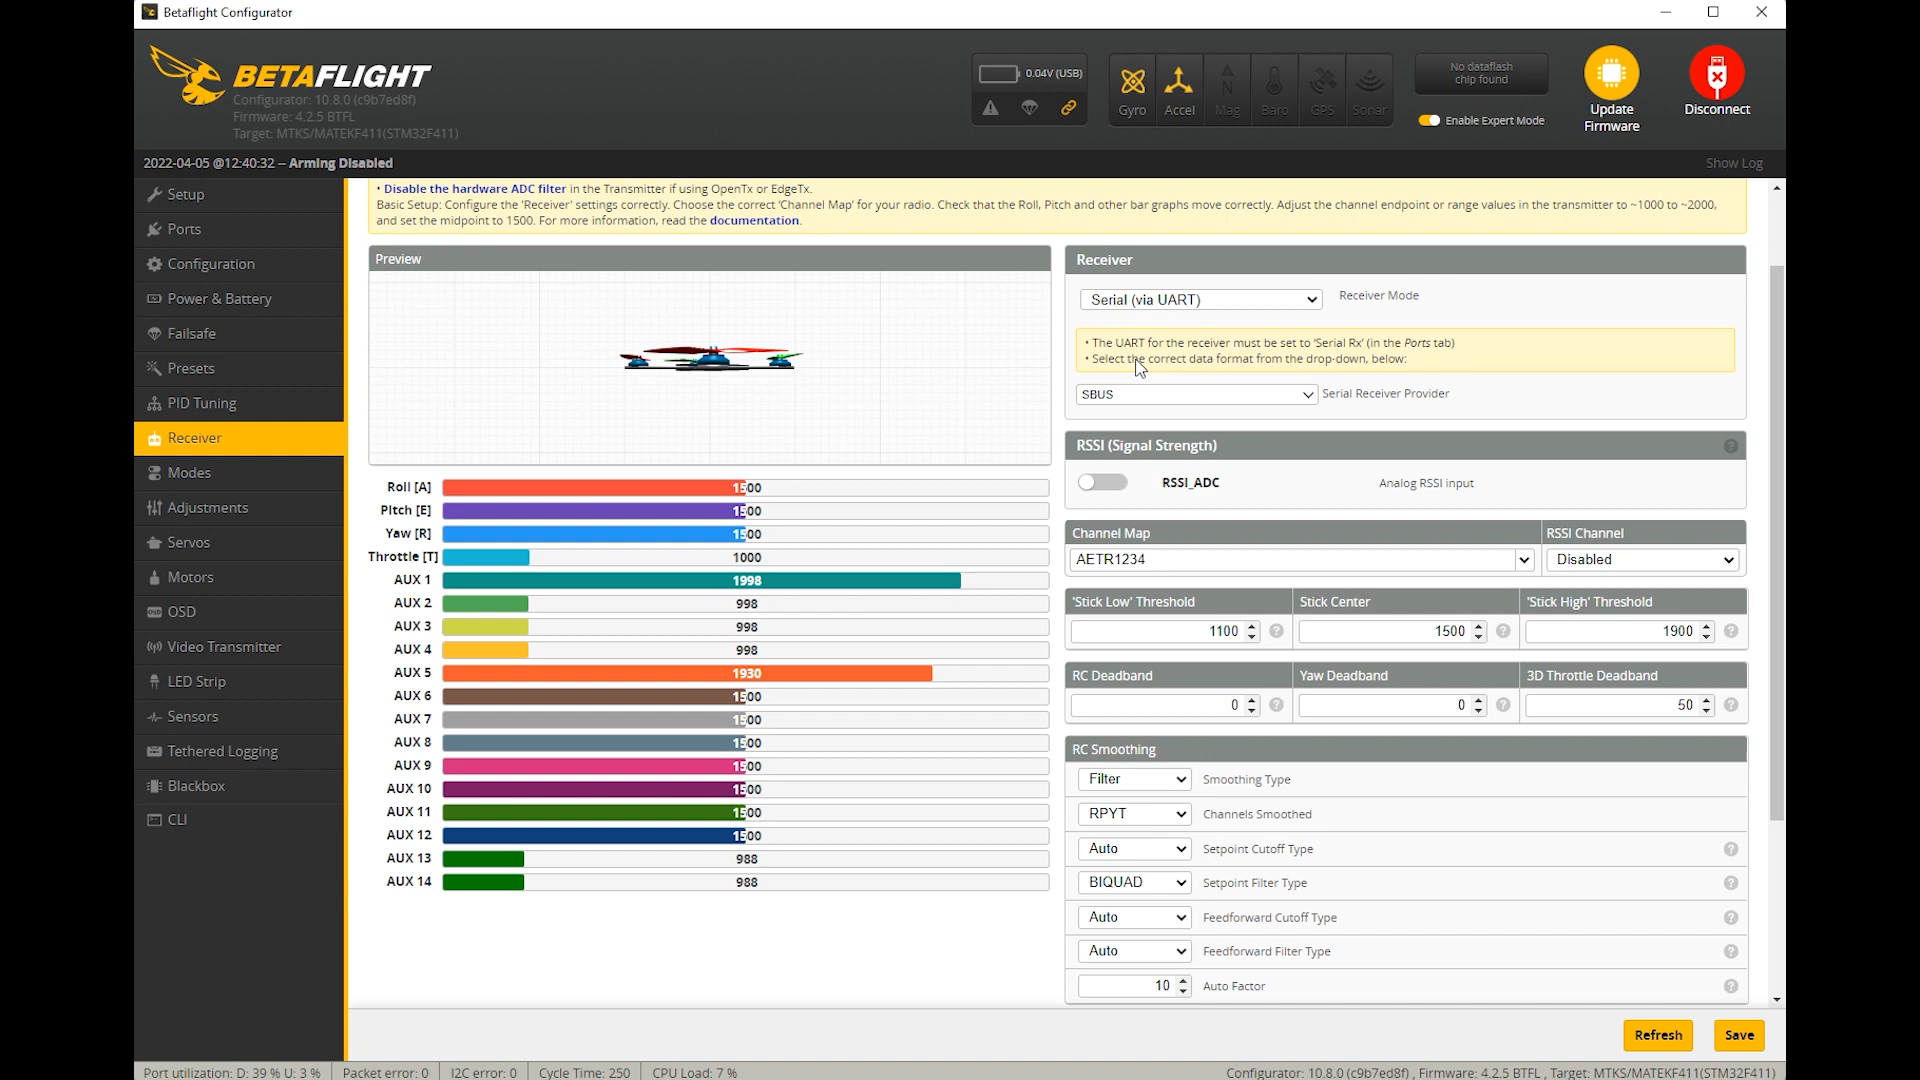 Betaflight Configurator
BETAFLIGHT
Configurator: 10.8.0 (c9b7ed8f)
Firmware: 4.2.5 BTFL
Target: MTKS/MATEKF411(STM32F411)
0.04V (USB)
Gyro
Accel
Mag
Baro
GPS
Sonar
No dataflash
chip found
Enable Expert Mode
Update
Firmware
Disconnect
2022-04-05 @12:40:32 -- Arming Disabled
Show Log
Setup
Ports
Configuration
Power & Battery
Failsafe
Presets
PID Tuning
Receiver
Modes
Adjustments
Servos
Motors
OSD
Video Transmitter
LED Strip
Sensors
Tethered Logging
Blackbox
CLI
• Disable the hardware ADC filter in the Transmitter if using OpenTx or EdgeTx.
Basic Setup: Configure the 'Receiver' settings correctly. Choose the correct 'Channel Map' for your radio. Check that the Roll, Pitch and other bar graphs move correctly. Adjust the channel endpoint or range values in the transmitter to ~1000 to ~2000,
and set the midpoint to 1500. For more information, read the documentation.
Preview
Roll [A] 1500
Pitch [E] 1500
Yaw [R] 1500
Throttle [T] 1000
AUX 1 1998
AUX 2 998
AUX 3 998
AUX 4 998
AUX 5 1930
AUX 6 1500
AUX 7 1500
AUX 8 1500
AUX 9 1500
AUX 10 1500
AUX 11 1500
AUX 12 1500
AUX 13 988
AUX 14 988
Receiver
Serial (via UART) Receiver Mode
• The UART for the receiver must be set to 'Serial Rx' (in the Ports tab)
• Select the correct data format from the drop-down, below:
SBUS Serial Receiver Provider
RSSI (Signal Strength)
RSSI_ADC Analog RSSI input
Channel Map RSSI Channel
AETR1234 Disabled
'Stick Low' Threshold Stick Center 'Stick High' Threshold
1100 1500 1900
RC Deadband Yaw Deadband 3D Throttle Deadband
0 0 50
RC Smoothing
Filter Smoothing Type
RPYT Channels Smoothed
Auto Setpoint Cutoff Type
BIQUAD Setpoint Filter Type
Auto Feedforward Cutoff Type
Auto Feedforward Filter Type
10 Auto Factor
Refresh Save
Port utilization: D: 39 % U: 3 % Packet error: 0 I2C error: 0 Cycle Time: 250 CPU Load: 7 % Configurator: 10.8.0 (c9b7ed8f) , Firmware: 4.2.5 BTFL , Target: MTKS/MATEKF411(STM32F411)